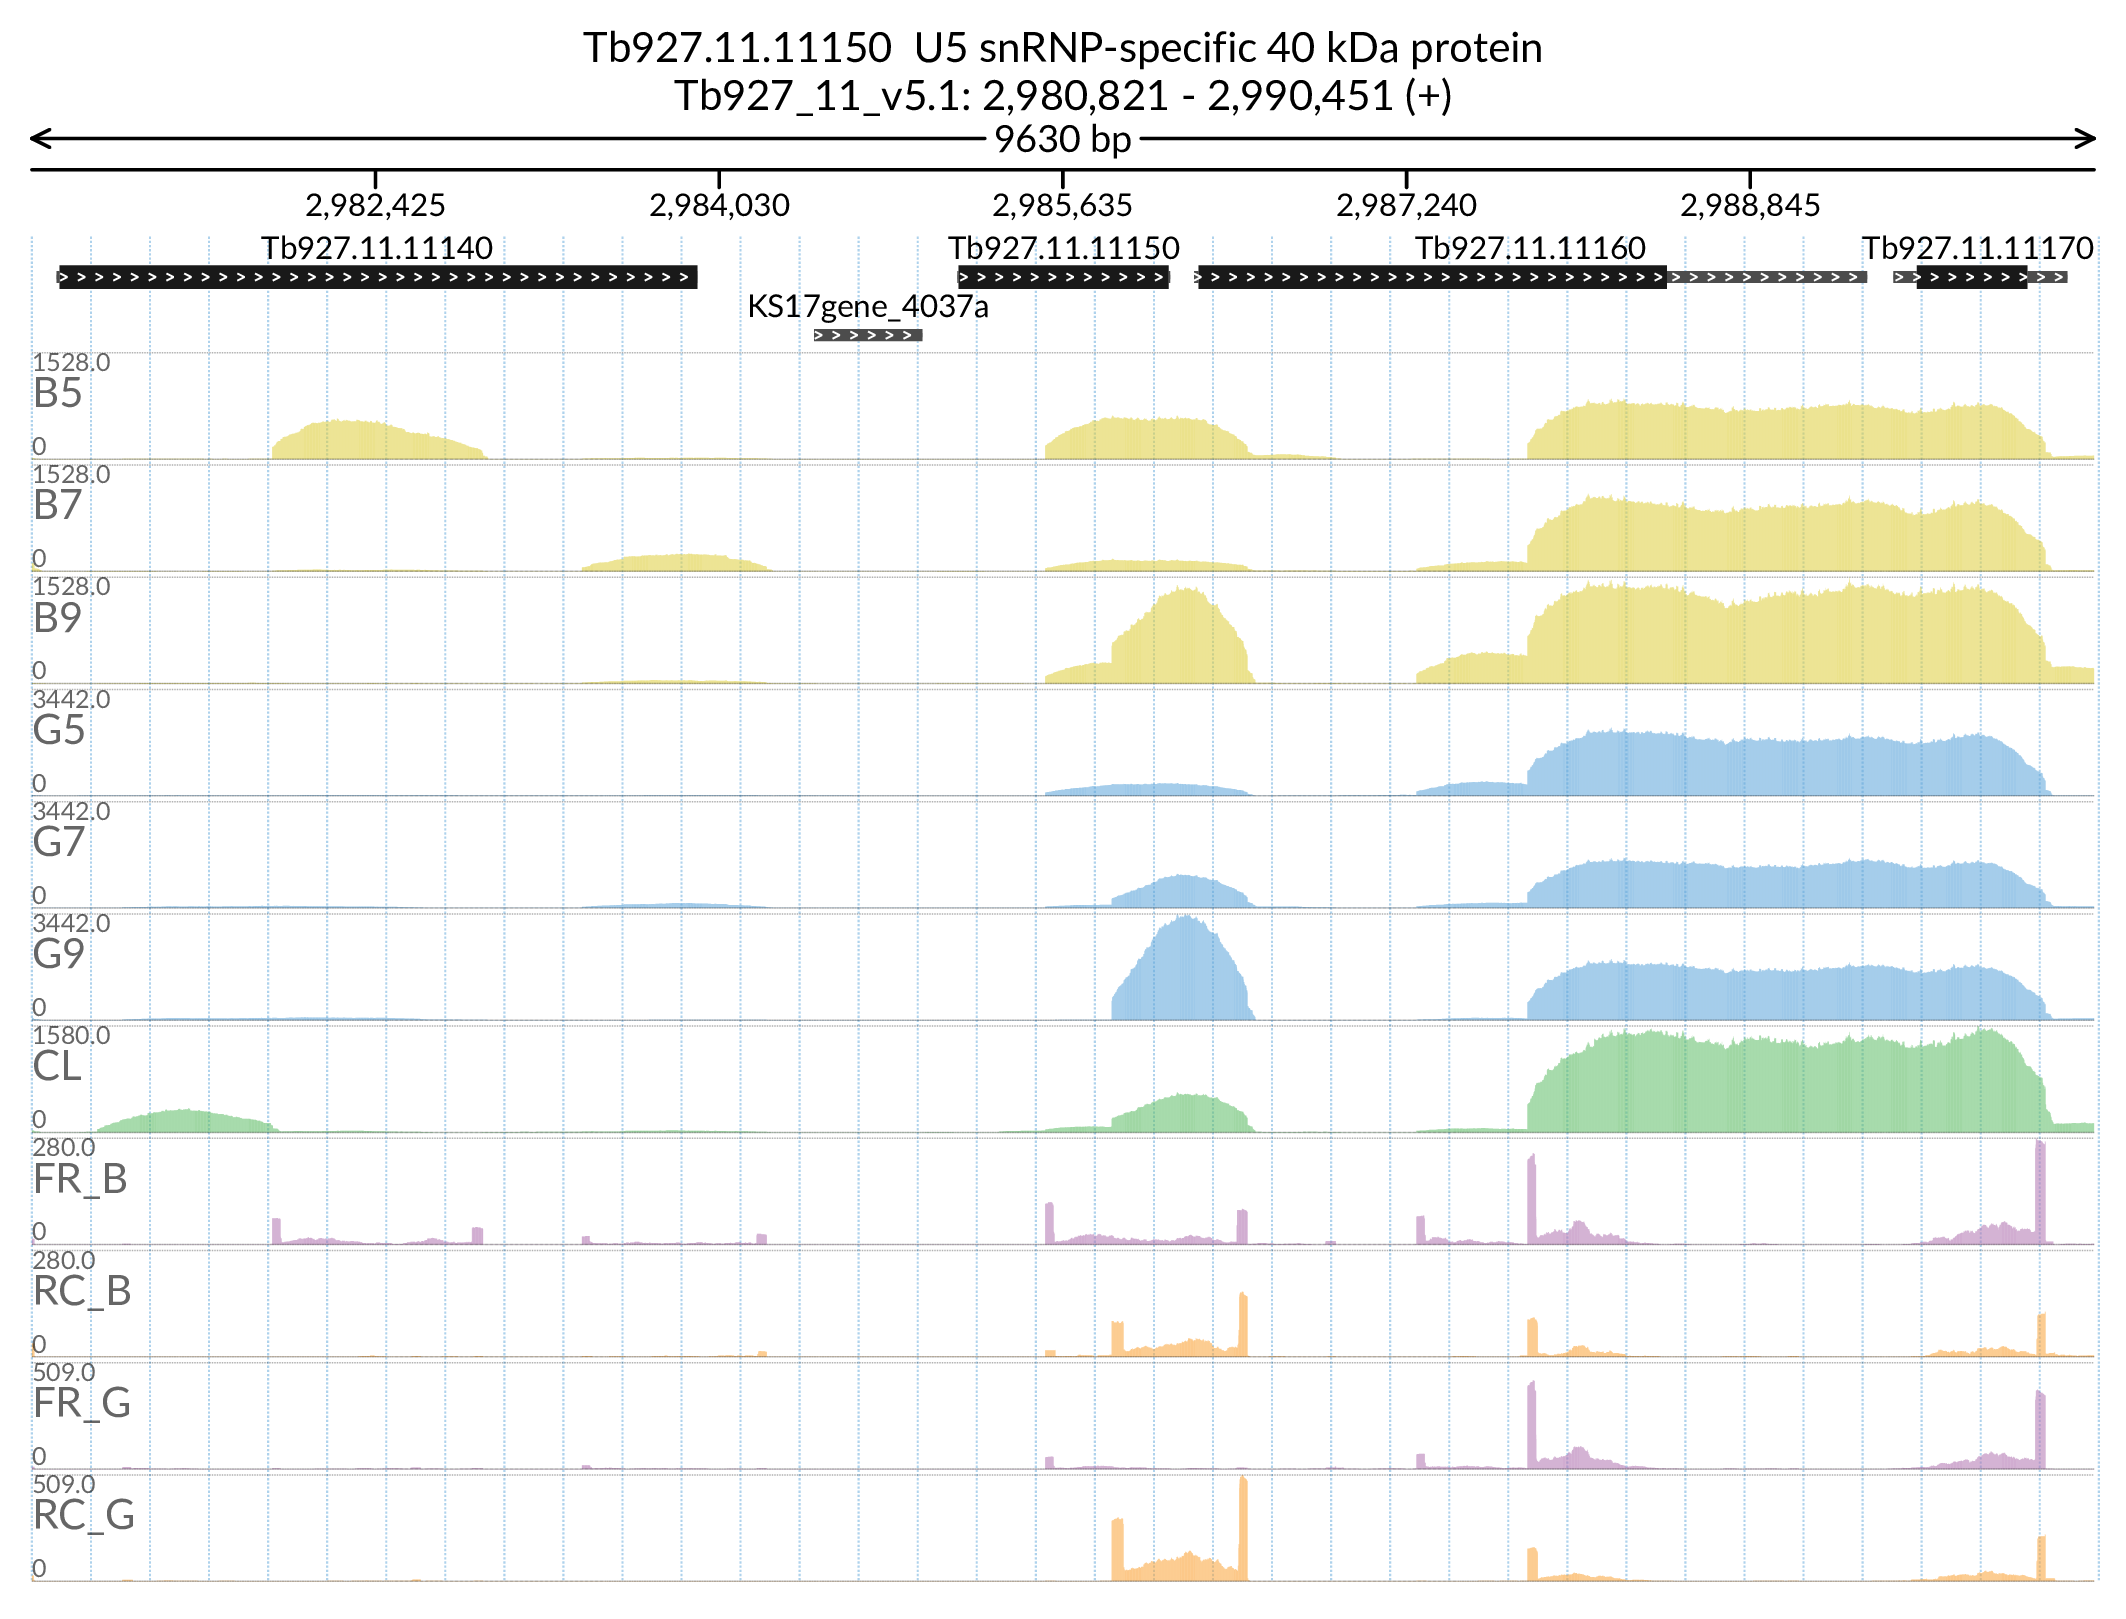 Tb927.11.11150  U5 snRNP-specific 40 kDa protein
Tb927_11_v5.1: 2,980,821 - 2,990,451 (+)
9630 bp
2,982,425 2,984,030 2,985,635 2,987,240 2,988,845
Tb927.11.11140 Tb927.11.11150 Tb927.11.11160 Tb927.11.11170
KS17gene_4037a
1528.0
B5
0
1528.0
B7
0
1528.0
B9
0
3442.0
G5
0
3442.0
G7
0
3442.0
G9
0
1580.0
CL
0
280.0
FR_B
0
280.0
RC_B
0
509.0
FR_G
0
509.0
RC_G
0